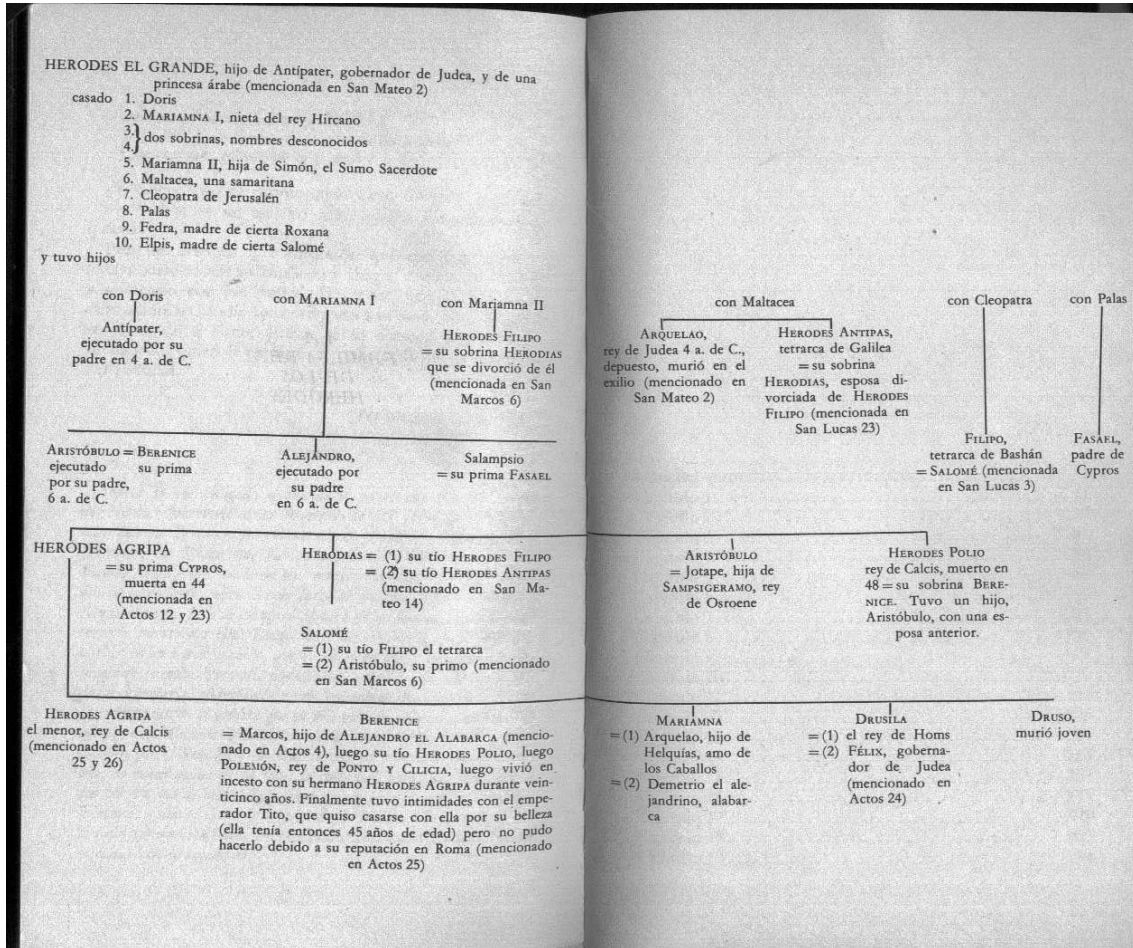 HERODES EL GRANDE, hijo de Antípater, gobernador de Judea, y de una
princesa árabe (mencionada en San Mateo 2)
casado 1. Doris
2. MARIAMNA I, nieta del rey Hircano
3.
4.} dos sobrinas, nombres desconocidos
5. Mariamna II, hija de Simón, el Sumo Sacerdote
6. Maltacea, una samaritana
7. Cleopatra de Jerusalén
8. Palas
9. Fedra, madre de cierta Roxana
10. Elpis, madre de cierta Salomé
y tuvo hijos
con Doris
Antípater,
ejecutado por su
padre en 4 a. de C.
con MARIAMNA I
con Mariamna II
HERODES FILIPO
= su sobrina HERODIAS
que se divorció de él
(mencionada en San
Marcos 6)
con Maltacea
ARQUELAO,
rey de Judea 4 a. de C.,
depuesto, murió en el
exilio (mencionado en
San Mateo 2)
HERODES ANTIPAS,
tetrarca de Galilea
= su sobrina
HERODIAS, esposa di-
vorciada de HERODES
FILIPO (mencionada en
San Lucas 23)
con Cleopatra
FILIPO,
tetrarca de Bashán
= SALOMÉ (mencionada
en San Lucas 3)
con Palas
FASAEL,
padre de
Cypros
ARISTÓBULO = BERENICE
ejecutado su prima
por su padre,
6 a. de C.
ALEJANDRO,
ejecutado por
su padre
en 6 a. de C.
Salampsio
= su prima FASAEL
HERODES AGRIPA
= su prima CYPROS,
muerta en 44
(mencionada en
Actos 12 y 23)
HERODIAS = (1) su tío HERODES FILIPO
= (2) su tío HERODES ANTIPAS
(mencionado en San Ma-
teo 14)
SALOMÉ
= (1) su tío FILIPO el tetrarca
= (2) Aristóbulo, su primo (mencionado
en San Marcos 6)
ARISTÓBULO
= Jotape, hija de
SAMPSIGERAMO, rey
de Osroene
HERODES POLIO
rey de Calcis, muerto en
48 = su sobrina BERE-
NICE. Tuvo un hijo,
Aristóbulo, con una es-
posa anterior.
HERODES AGRIPA
el menor, rey de Calcis
(mencionado en Actos
25 y 26)
BERENICE
= Marcos, hijo de ALEJANDRO EL ALABARCA (mencio-
nado en Actos 4), luego su tío HERODES POLIO, luego
POLEMÓN, rey de PONTO Y CILICIA, luego vivió en
incesto con su hermano HERODES AGRIPA durante vein-
ticinco años. Finalmente tuvo intimidades con el empe-
rador Tito, que quiso casarse con ella por su belleza
(ella tenía entonces 45 años de edad) pero no pudo
hacerlo debido a su reputación en Roma (mencionado
en Actos 25)
MARIAMNA
= (1) Arquelao, hijo de
Helquías, amo de
los Caballos
= (2) Demetrio el ale-
jandrino, alabar-
ca
DRUSILA
= (1) el rey de Homs
= (2) FÉLIX, goberna-
dor de Judea
(mencionado en
Actos 24)
DRUSO,
murió joven